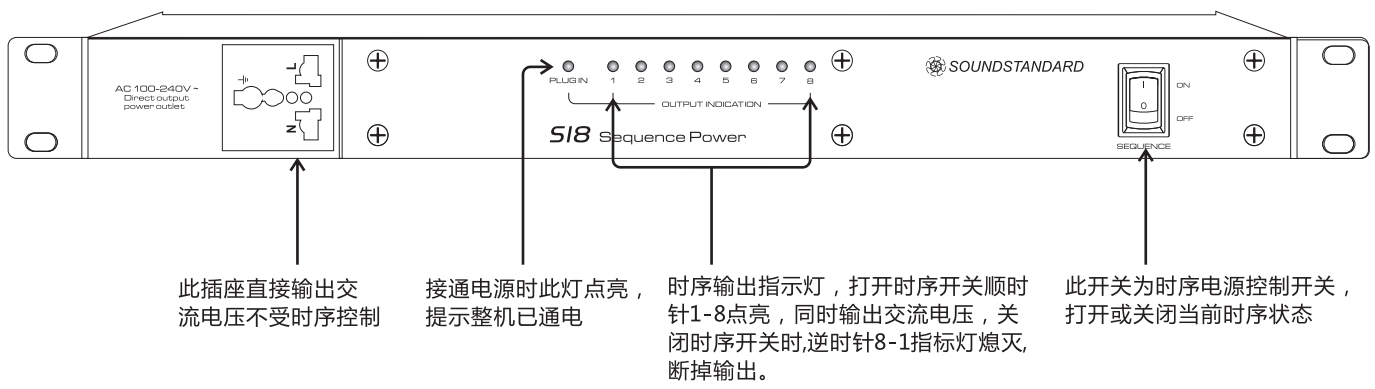 AC 100-240V ~
Direct output
power outlet
L
N
PLUG IN 1 2 3 4 5 6 7 8
OUTPUT INDICATION
S18 Sequence Power
SOUNDSTANDARD
I
O
ON
OFF
SEQUENCE
此插座直接输出交
流电压不受时序控制
接通电源时此灯点亮，
提示整机已通电
时序输出指示灯，打开时序开关顺时
针1-8点亮，同时输出交流电压，关
闭时序开关时,逆时针8-1指标灯熄灭,
断掉输出。
此开关为时序电源控制开关，
打开或关闭当前时序状态